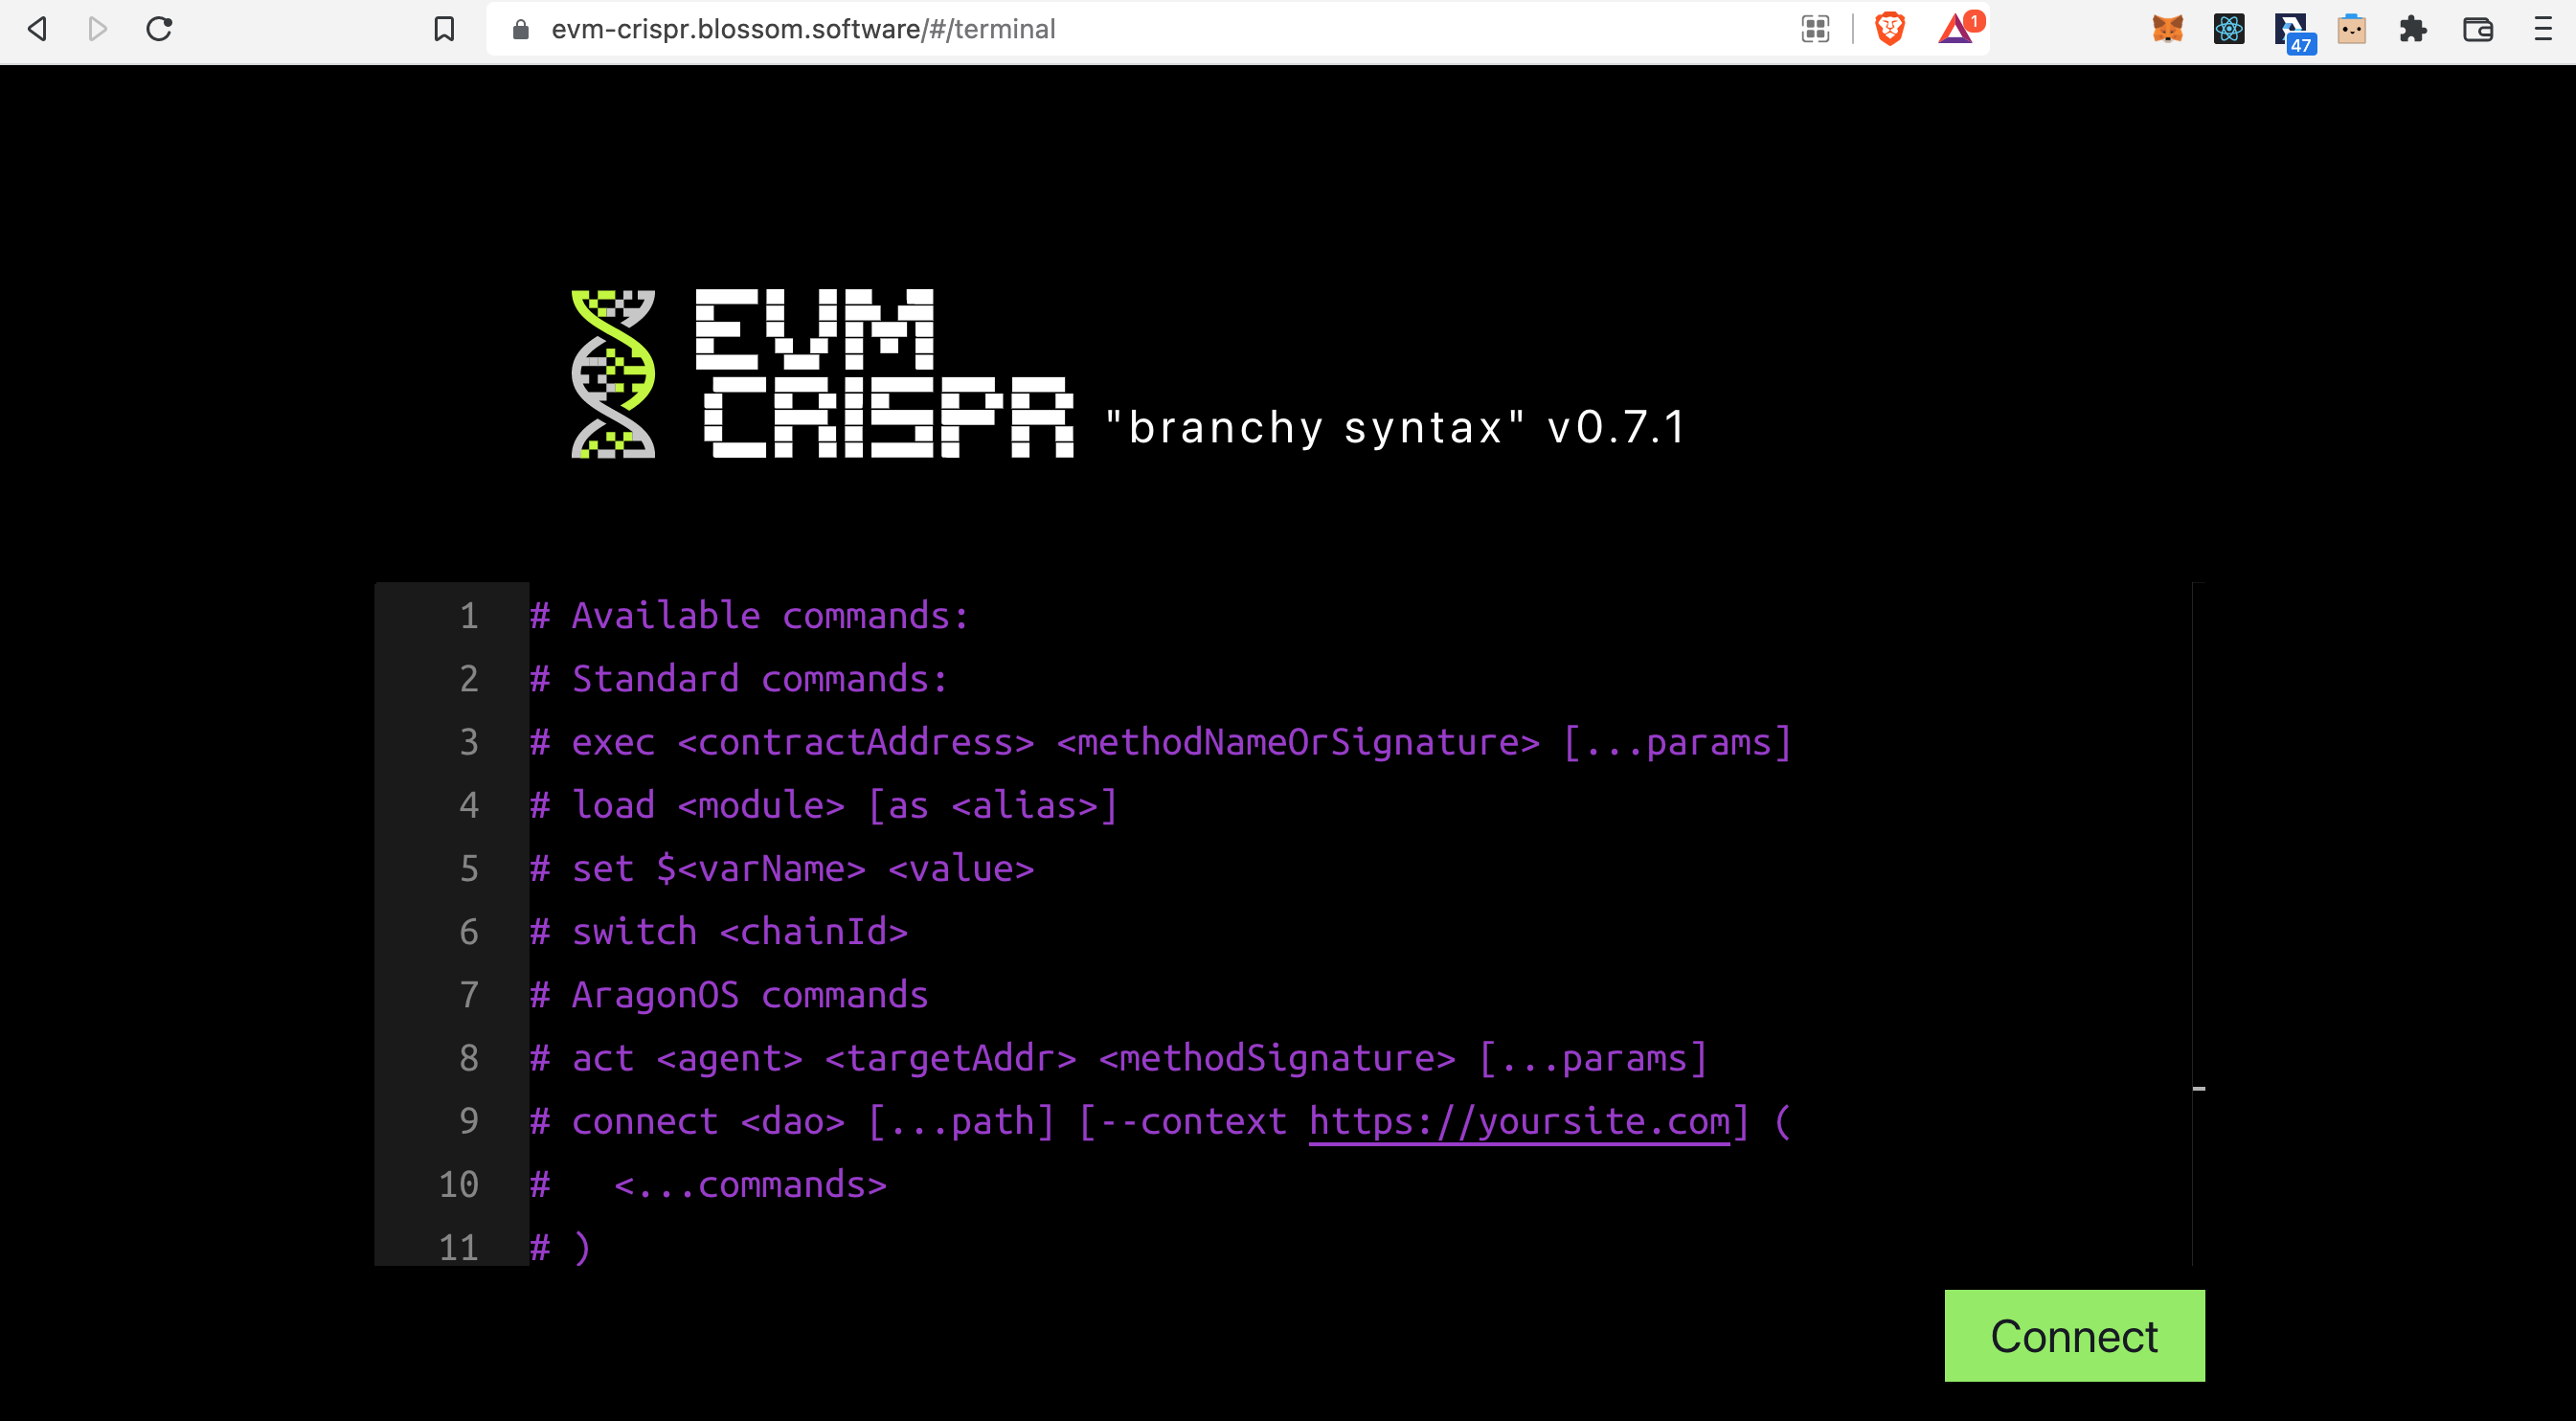 evm-crispr.blossom.software/#/terminal
1
47
EVM
CRISPR "branchy syntax" v0.7.1
1 # Available commands:
2 # Standard commands:
3 # exec <contractAddress> <methodNameOrSignature> [...params]
4 # load <module> [as <alias>]
5 # set $<varName> <value>
6 # switch <chainId>
7 # AragonOS commands
8 # act <agent> <targetAddr> <methodSignature> [...params]
9 # connect <dao> [...path] [--context https://yoursite.com] (
10 #   <...commands>
11 # )
Connect